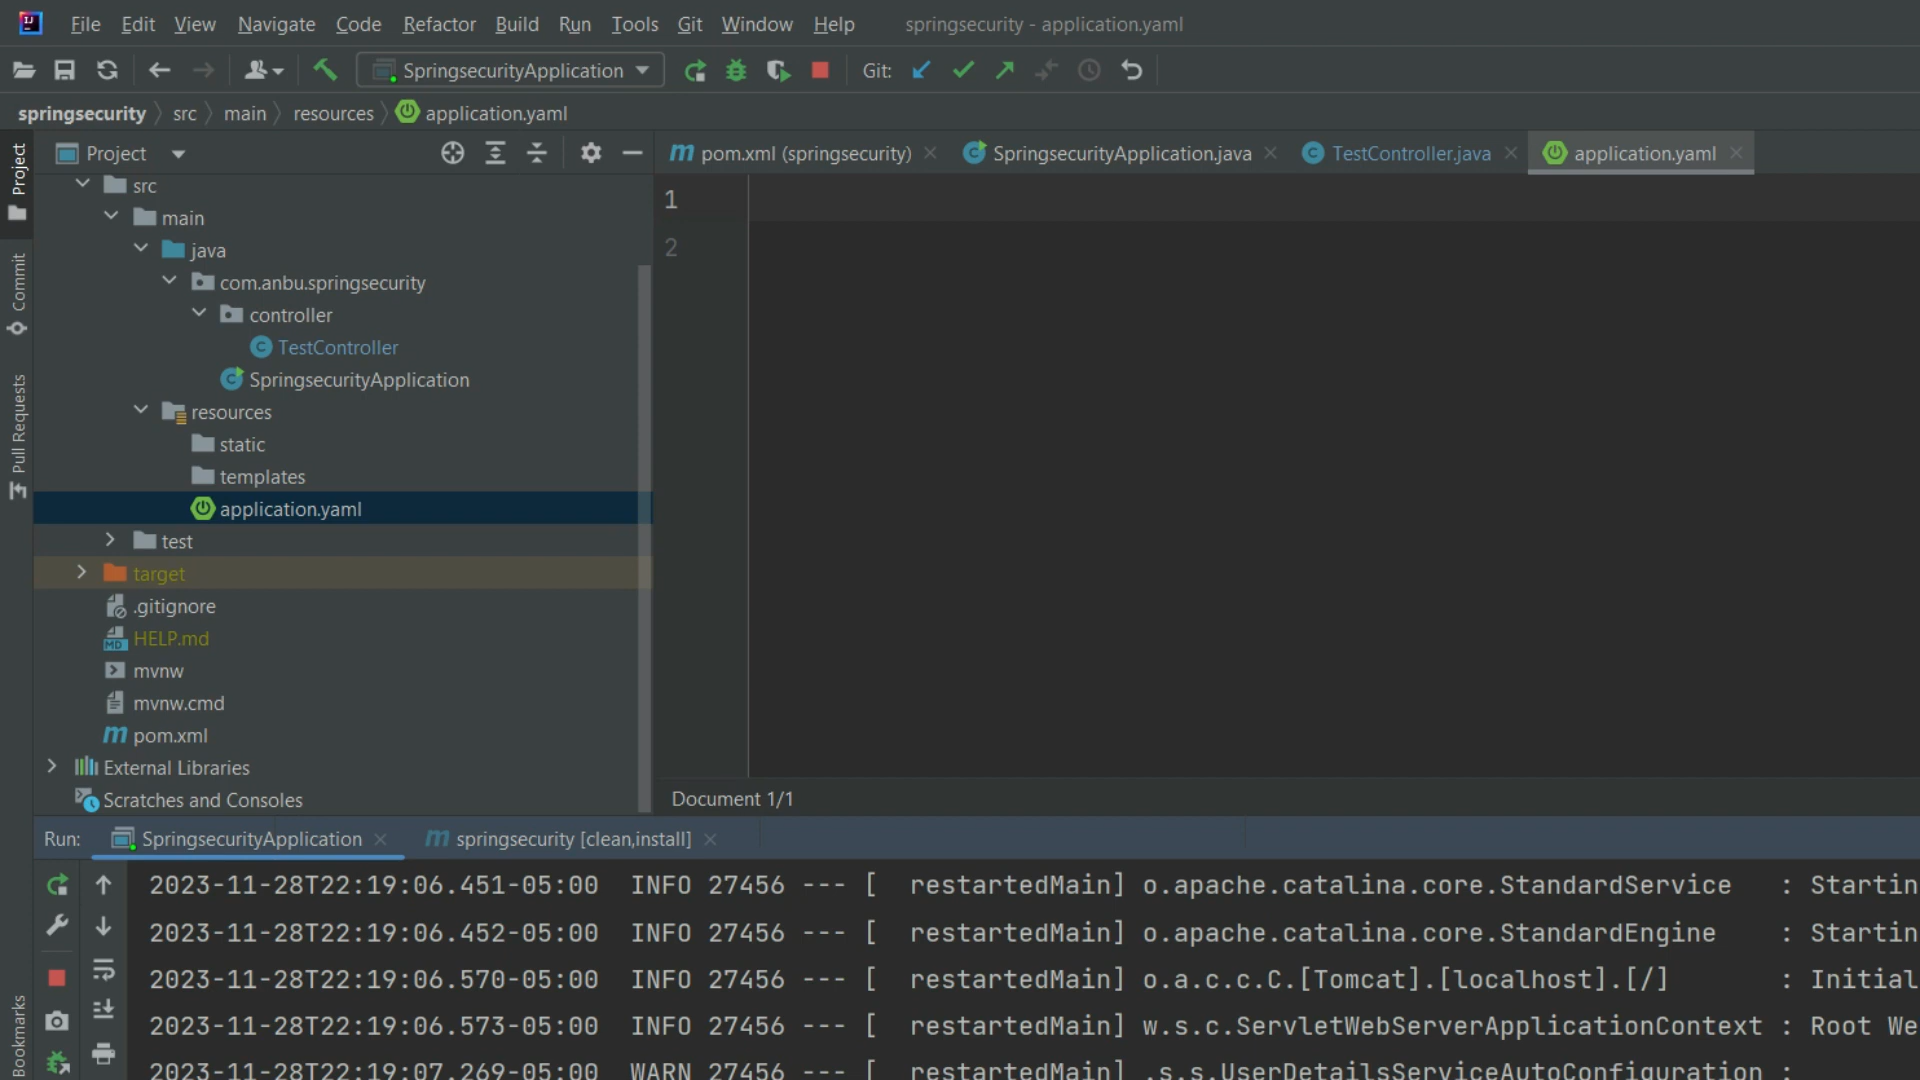 File Edit View Navigate Code Refactor Build Run Tools Git Window Help springsecurity - application.yaml
SpringsecurityApplication Git:
springsecurity src main resources application.yaml
Project
Commit
Pull Requests
Bookmarks
Project
src
main
java
com.anbu.springsecurity
controller
TestController
SpringsecurityApplication
resources
static
templates
application.yaml
test
target
.gitignore
HELP.md
mvnw
mvnw.cmd
pom.xml
External Libraries
Scratches and Consoles
pom.xml (springsecurity) SpringsecurityApplication.java TestController.java application.yaml
1
2
Document 1/1
Run: SpringsecurityApplication springsecurity [clean,install]
2023-11-28T22:19:06.451-05:00 INFO 27456 --- [ restartedMain] o.apache.catalina.core.StandardService : Startin
2023-11-28T22:19:06.452-05:00 INFO 27456 --- [ restartedMain] o.apache.catalina.core.StandardEngine : Startin
2023-11-28T22:19:06.570-05:00 INFO 27456 --- [ restartedMain] o.a.c.c.C.[Tomcat].[localhost].[/] : Initial
2023-11-28T22:19:06.573-05:00 INFO 27456 --- [ restartedMain] w.s.c.ServletWebServerApplicationContext : Root We
2023-11-28T22:19:07.269-05:00 WARN 27456 --- [ restartedMain] .s.s.UserDetailsServiceAutoConfiguration :